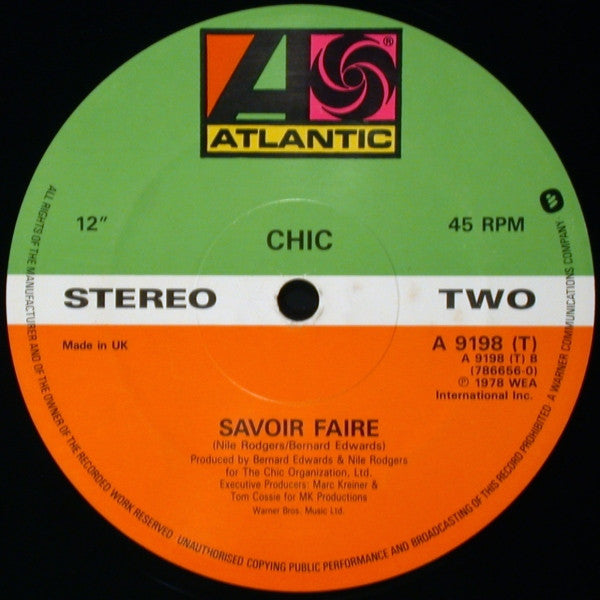 ATLANTIC
®
12" 45 RPM
CHIC
STEREO TWO
Made in UK
A 9198 (T)
A 9198 (T) B
(786656-0)
℗ 1978 WEA
International Inc.
SAVOIR FAIRE
(Nile Rodgers/Bernard Edwards)
Produced by Bernard Edwards & Nile Rodgers
for The Chic Organization, Ltd.
Executive Producers: Marc Kreiner &
Tom Cossie for MK Productions
Warner Bros. Music Ltd.
ALL RIGHTS OF THE MANUFACTURER AND OF THE OWNER OF THE RECORDED WORK RESERVED UNAUTHORISED COPYING PUBLIC PERFORMANCE AND BROADCASTING OF THIS RECORD PROHIBITED A WARNER COMMUNICATIONS COMPANY